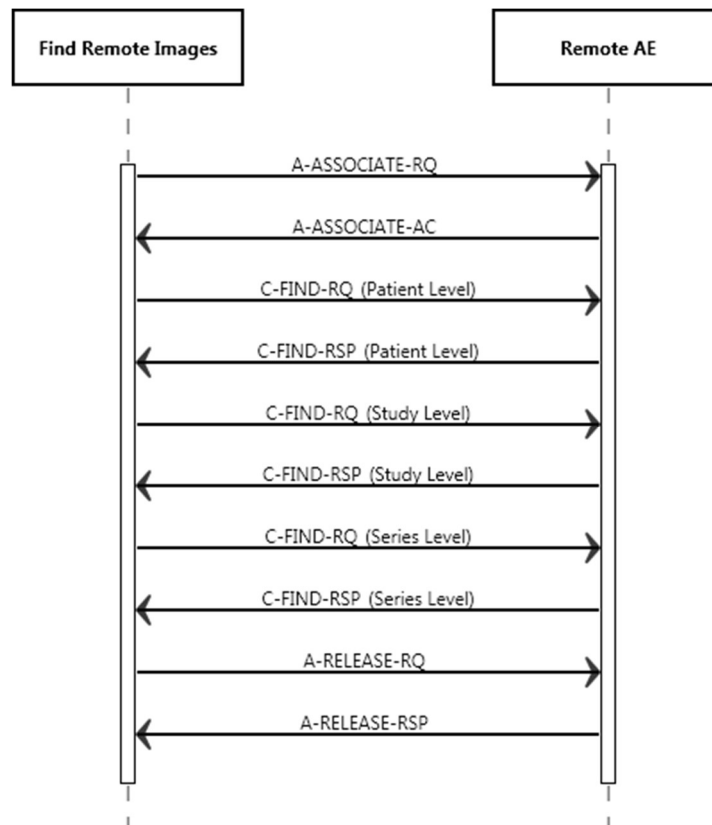 Find Remote Images
Remote AE
A-ASSOCIATE-RQ
A-ASSOCIATE-AC
C-FIND-RQ (Patient Level)
C-FIND-RSP (Patient Level)
C-FIND-RQ (Study Level)
C-FIND-RSP (Study Level)
C-FIND-RQ (Series Level)
C-FIND-RSP (Series Level)
A-RELEASE-RQ
A-RELEASE-RSP